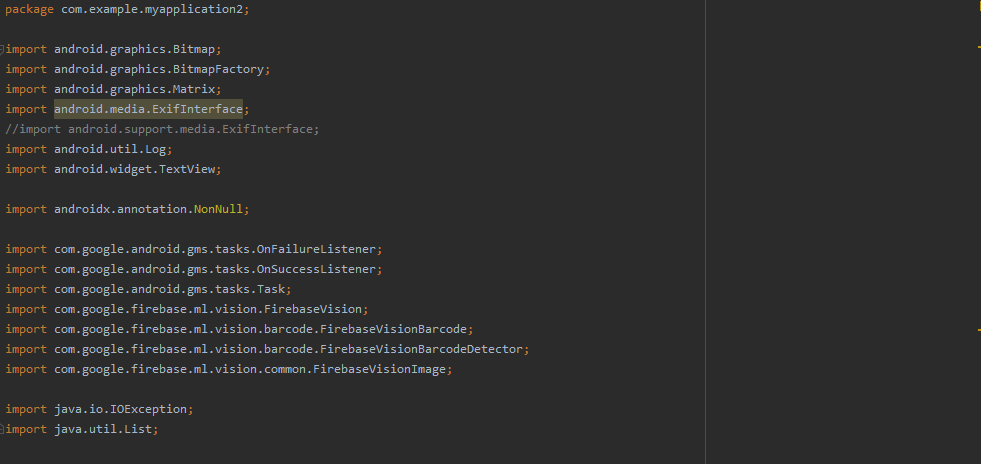 package com.example.myapplication2;
import android.graphics.Bitmap;
import android.graphics.BitmapFactory;
import android.graphics.Matrix;
import android.media.ExifInterface;
//import android.support.media.ExifInterface;
import android.util.Log;
import android.widget.TextView;
import androidx.annotation.NonNull;
import com.google.android.gms.tasks.OnFailureListener;
import com.google.android.gms.tasks.OnSuccessListener;
import com.google.android.gms.tasks.Task;
import com.google.firebase.ml.vision.FirebaseVision;
import com.google.firebase.ml.vision.barcode.FirebaseVisionBarcode;
import com.google.firebase.ml.vision.barcode.FirebaseVisionBarcodeDetector;
import com.google.firebase.ml.vision.common.FirebaseVisionImage;
import java.io.IOException;
import java.util.List;